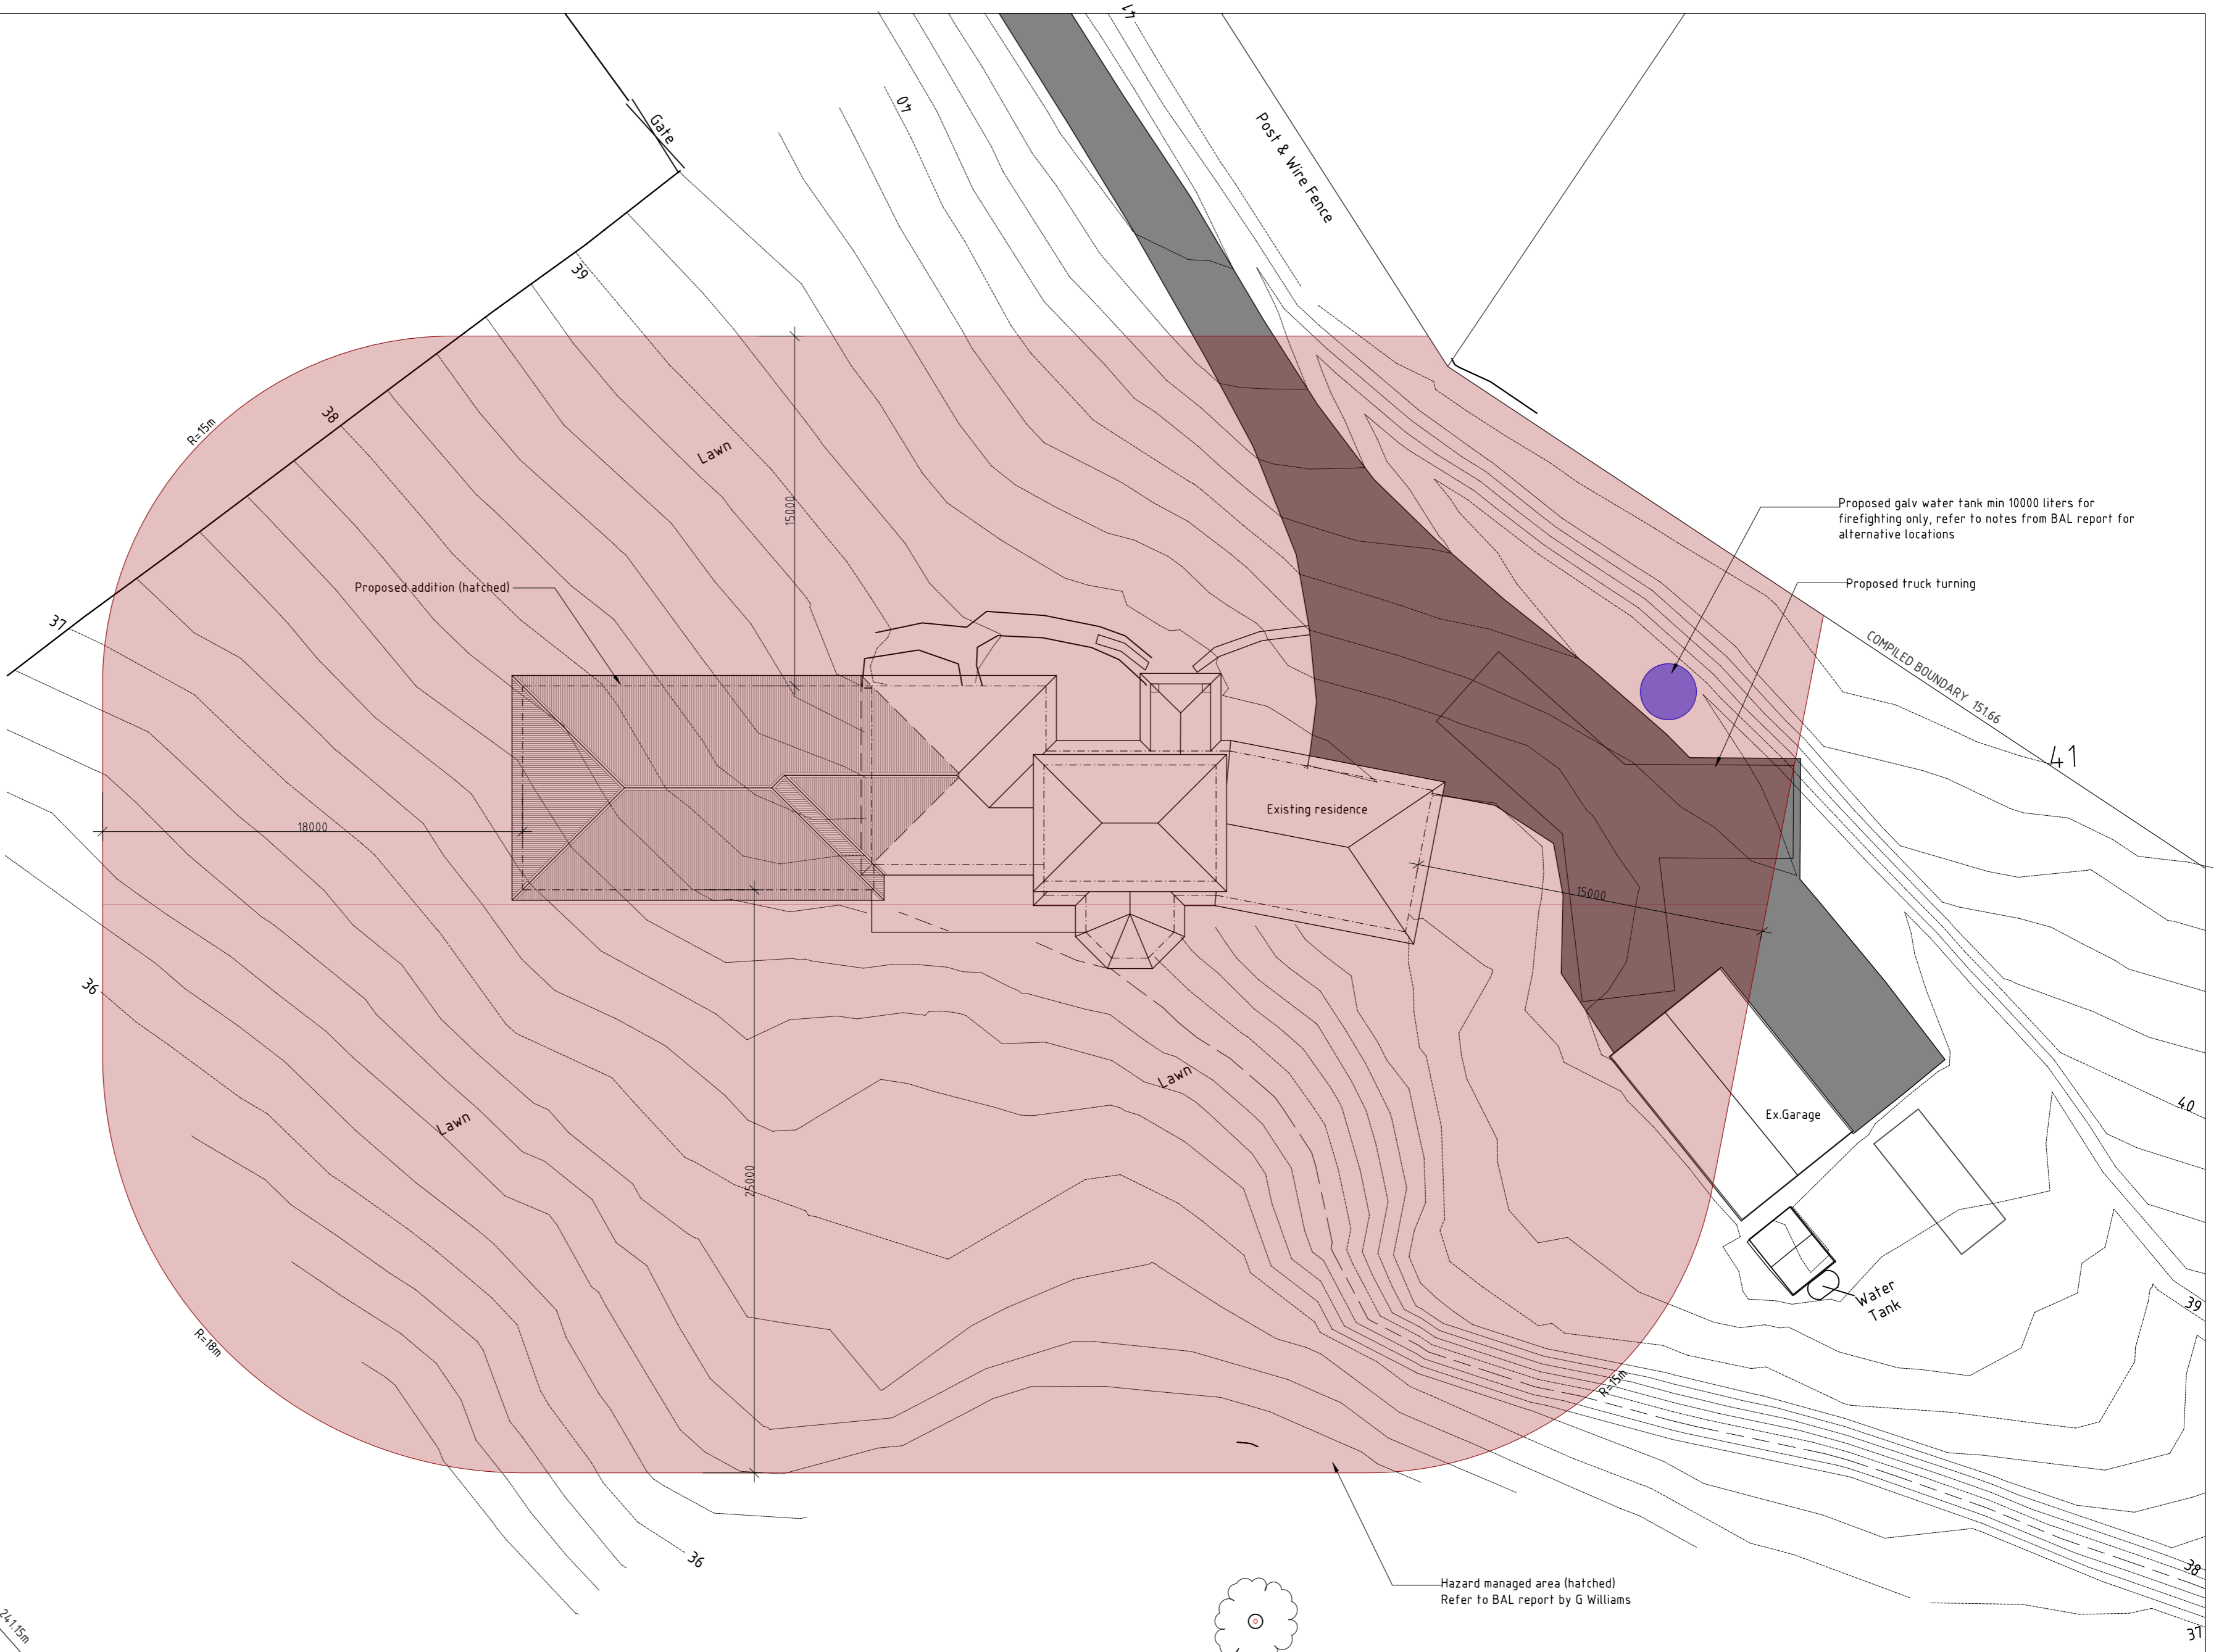 41
Gate
40
Post & Wire Fence
39
R=15m
38
Lawn
15000
Proposed galv water tank min 10000 liters for
firefighting only, refer to notes from BAL report for
alternative locations
Proposed truck turning
Proposed addition (hatched)
37
COMPILED BOUNDARY 151.66
41
Existing residence
18000
15000
36
Lawn
Lawn
Ex.Garage
40
25000
Water
Tank
39
R=18m
R=15m
36
Hazard managed area (hatched)
Refer to BAL report by G Williams
38
241.15m
37